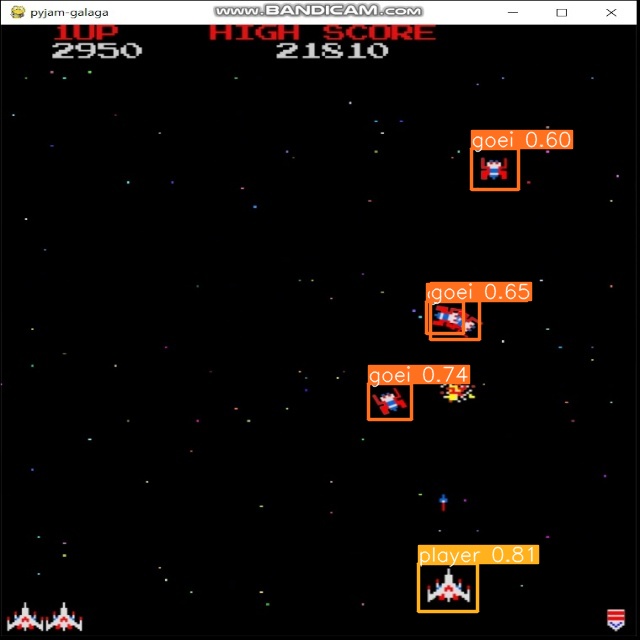 pyjam-galaga
www.BANDICAM.com
1UP HIGH SCORE
2950 21810
goei 0.60
goei 0.65
goei 0.74
player 0.81